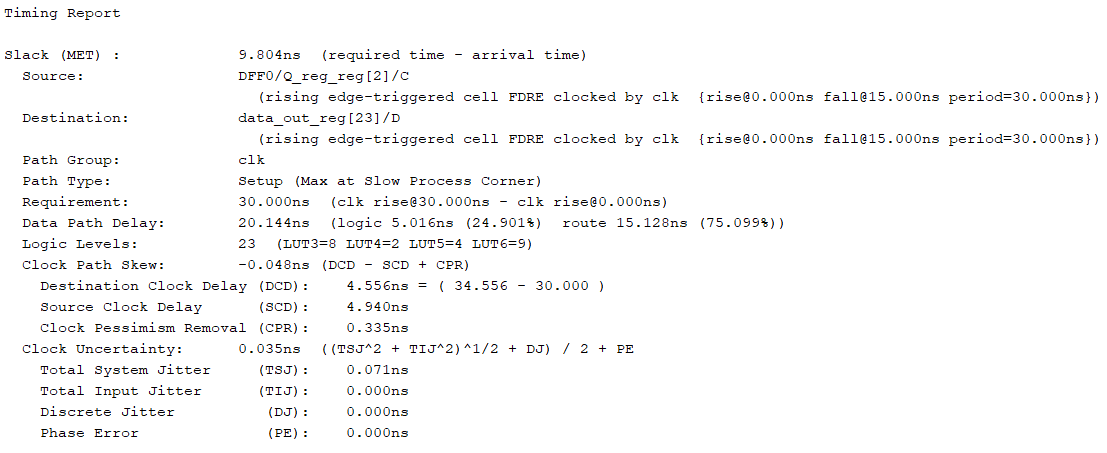 Timing Report
Slack (MET) :             9.804ns  (required time - arrival time)
  Source:                 DFF0/Q_reg_reg[2]/C
                            (rising edge-triggered cell FDRE clocked by clk  {rise@0.000ns fall@15.000ns period=30.000ns})
  Destination:            data_out_reg[23]/D
                            (rising edge-triggered cell FDRE clocked by clk  {rise@0.000ns fall@15.000ns period=30.000ns})
  Path Group:             clk
  Path Type:              Setup (Max at Slow Process Corner)
  Requirement:            30.000ns  (clk rise@30.000ns - clk rise@0.000ns)
  Data Path Delay:        20.144ns  (logic 5.016ns (24.901%)  route 15.128ns (75.099%))
  Logic Levels:           23  (LUT3=8 LUT4=2 LUT5=4 LUT6=9)
  Clock Path Skew:        -0.048ns (DCD - SCD + CPR)
    Destination Clock Delay (DCD):    4.556ns = ( 34.556 - 30.000 )
    Source Clock Delay      (SCD):    4.940ns
    Clock Pessimism Removal (CPR):    0.335ns
  Clock Uncertainty:      0.035ns  ((TSJ^2 + TIJ^2)^1/2 + DJ) / 2 + PE
    Total System Jitter     (TSJ):    0.071ns
    Total Input Jitter      (TIJ):    0.000ns
    Discrete Jitter          (DJ):    0.000ns
    Phase Error              (PE):    0.000ns